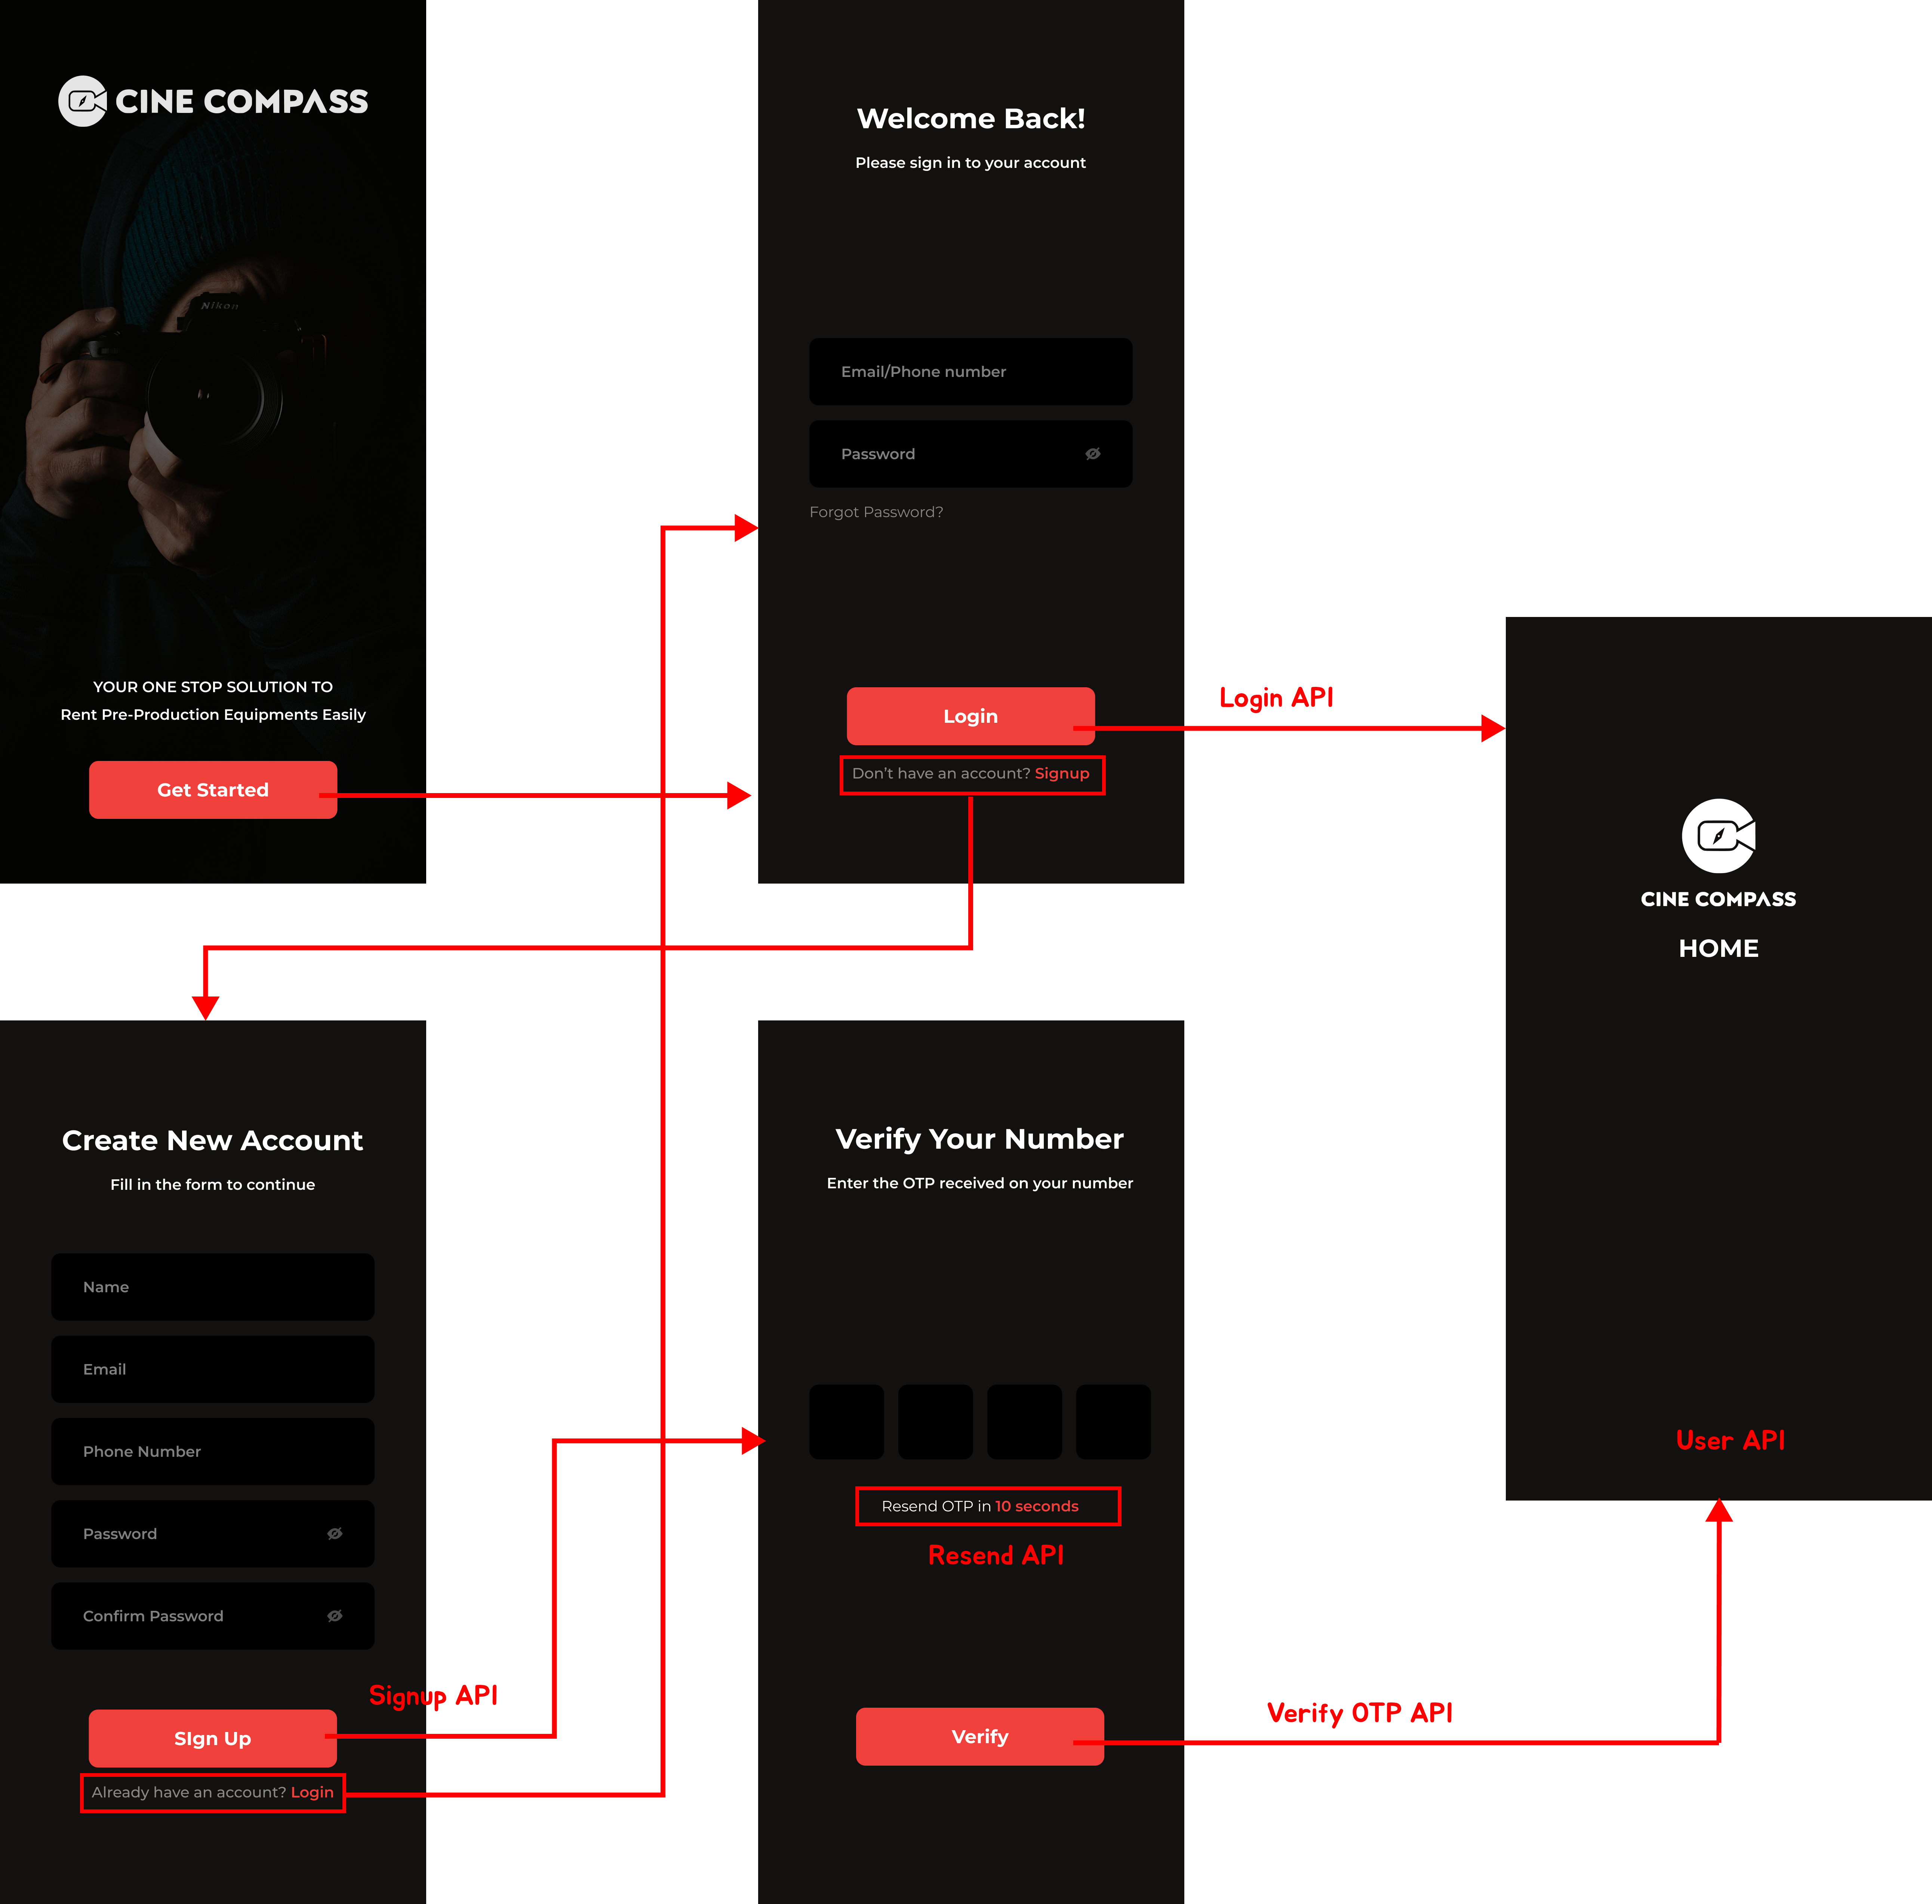 CINE COMPASS
Nikon
YOUR ONE STOP SOLUTION TO
Rent Pre-Production Equipments Easily
Get Started
Welcome Back!
Please sign in to your account
Email/Phone number
Password
Forgot Password?
Login
Don't have an account? Signup
Login API
CINE COMPASS
HOME
User API
Create New Account
Fill in the form to continue
Name
Email
Phone Number
Password
Confirm Password
SIgn Up
Already have an account? Login
Signup API
Verify Your Number
Enter the OTP received on your number
Resend OTP in 10 seconds
Resend API
Verify
Verify OTP API